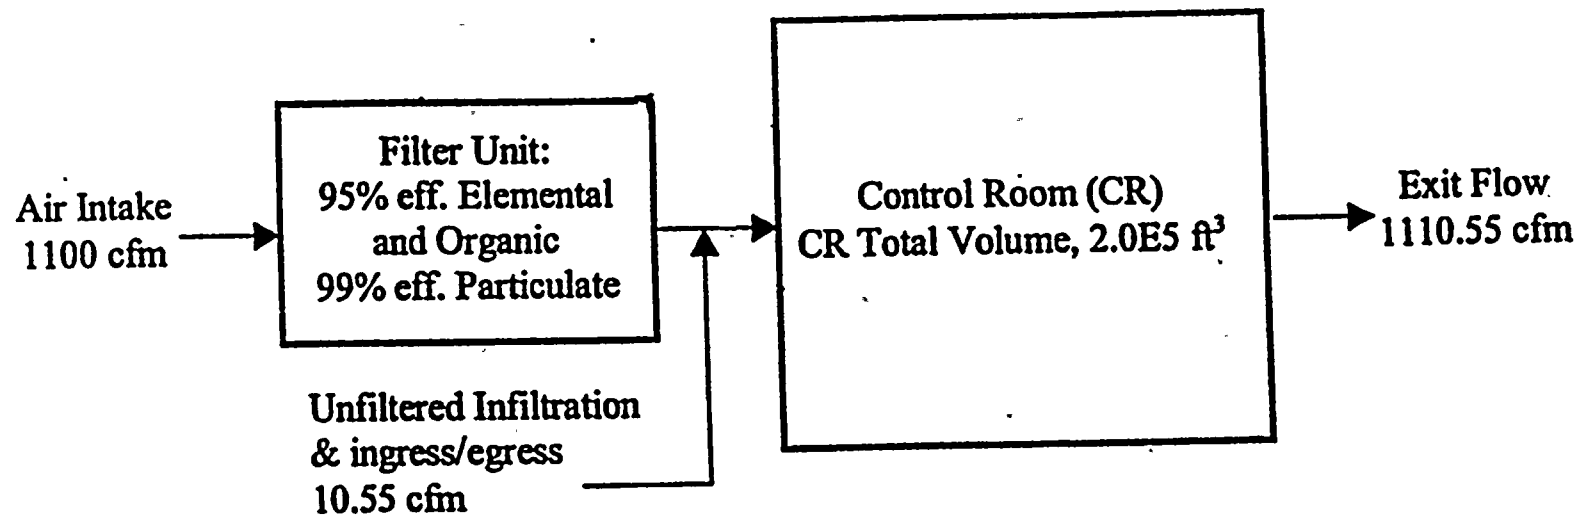 Air Intake
1100 cfm
Filter Unit:
95% eff. Elemental
and Organic
99% eff. Particulate
Unfiltered Infiltration
& ingress/egress
10.55 cfm
Control Room (CR)
CR Total Volume, 2.0E5 ft³
Exit Flow
1110.55 cfm